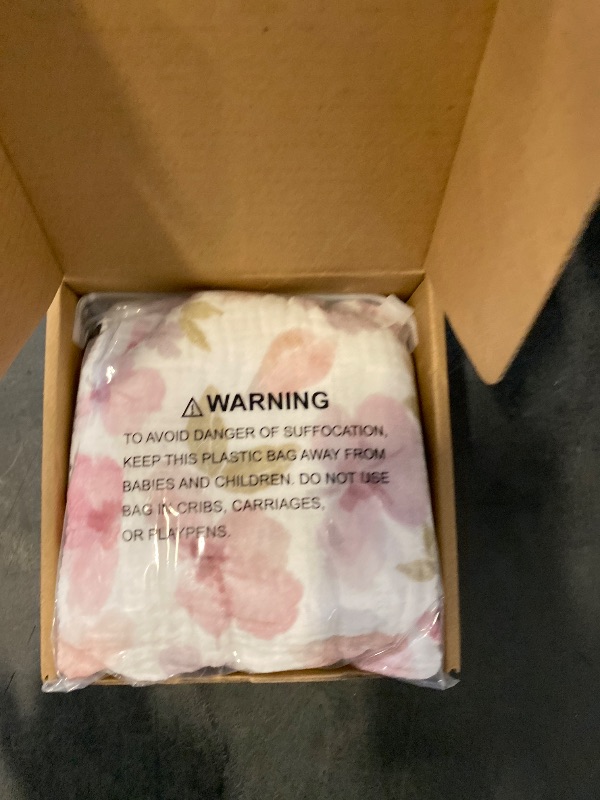 ⚠WARNING
TO AVOID DANGER OF SUFFOCATION,
KEEP THIS PLASTIC BAG AWAY FROM
BABIES AND CHILDREN. DO NOT USE
BAG IN CRIBS, CARRIAGES,
OR PLAYPENS.